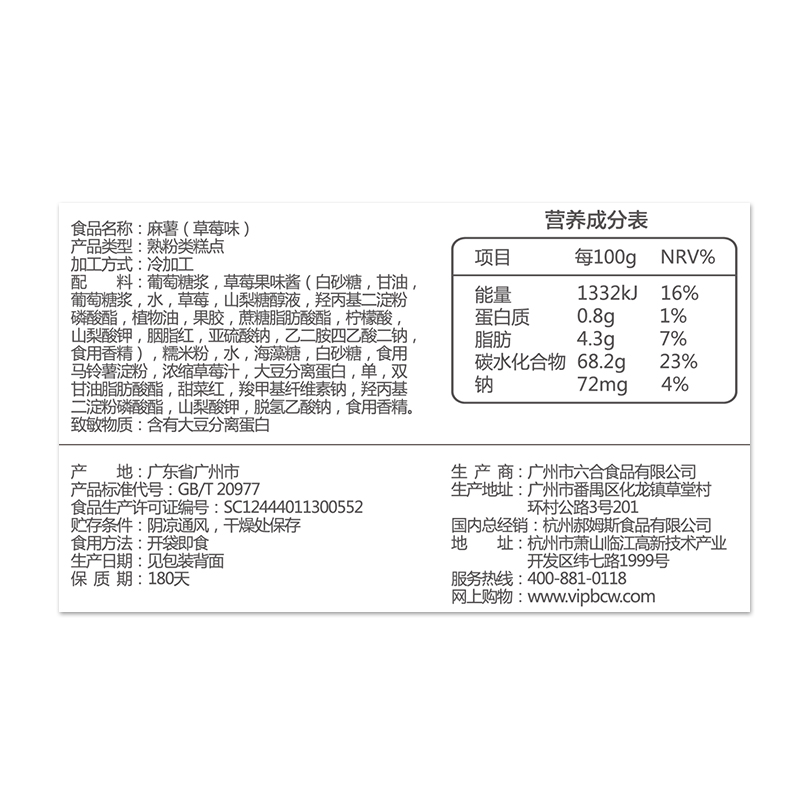 食品名称：麻薯（草莓味）
产品类型：熟粉类糕点
加工方式：冷加工
配　　料：葡萄糖浆，草莓果味酱（白砂糖，甘油，
葡萄糖浆，水，草莓，山梨糖醇液，羟丙基二淀粉
磷酸酯，植物油，果胶，蔗糖脂肪酸酯，柠檬酸，
山梨酸钾，胭脂红，亚硫酸钠，乙二胺四乙酸二钠，
食用香精），糯米粉，水，海藻糖，白砂糖，食用
马铃薯淀粉，浓缩草莓汁，大豆分离蛋白，单，双
甘油脂肪酸酯，甜菜红，羧甲基纤维素钠，羟丙基
二淀粉磷酸酯，山梨酸钾，脱氢乙酸钠，食用香精。
致敏物质：含有大豆分离蛋白
营养成分表
项目 每100g NRV%
能量 1332kJ 16%
蛋白质 0.8g 1%
脂肪 4.3g 7%
碳水化合物 68.2g 23%
钠 72mg 4%
产　　地：广东省广州市
产品标准代号：GB/T 20977
食品生产许可证编号：SC12444011300552
贮存条件：阴凉通风，干燥处保存
食用方法：开袋即食
生产日期：见包装背面
保 质 期：180天
生 产 商：广州市六合食品有限公司
生产地址：广州市番禺区化龙镇草堂村
环村公路3号201
国内总经销：杭州郝姆斯食品有限公司
地　　址：杭州市萧山临江高新技术产业
开发区纬七路1999号
服务热线：400-881-0118
网上购物：www.vipbcw.com